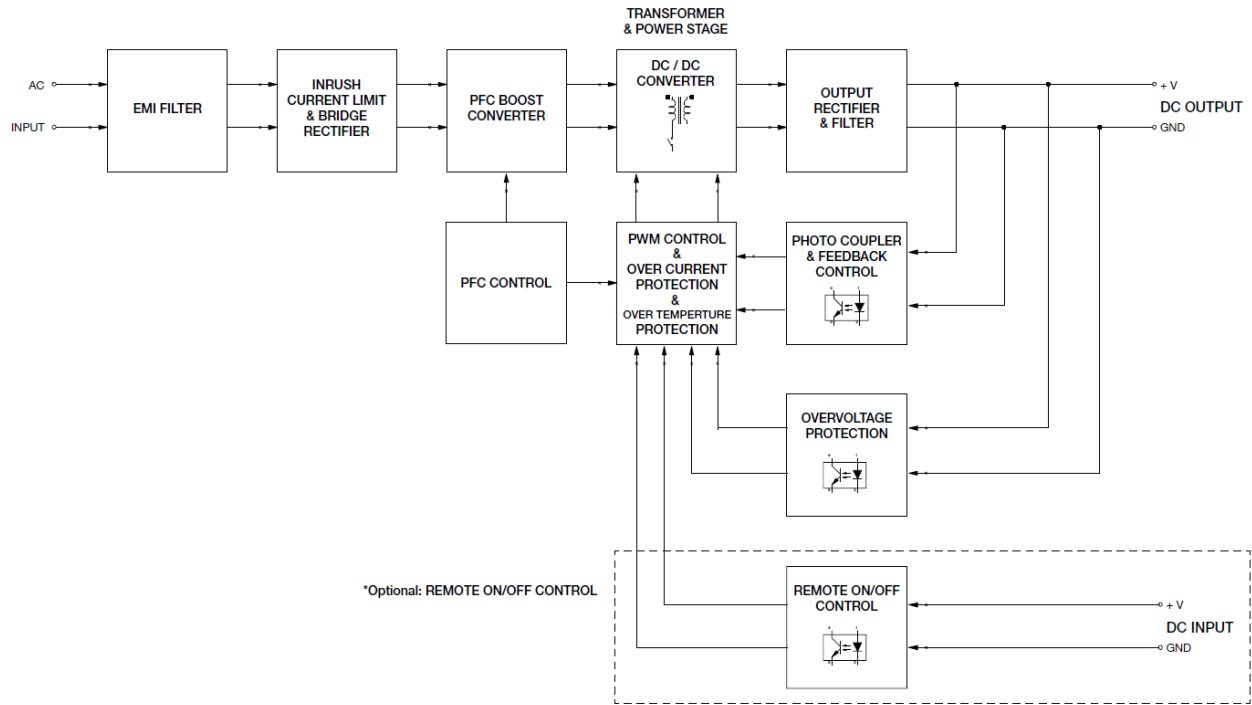 TRANSFORMER
& POWER STAGE
AC
INPUT
EMI FILTER
INRUSH
CURRENT LIMIT
& BRIDGE
RECTIFIER
PFC BOOST
CONVERTER
DC / DC
CONVERTER
OUTPUT
RECTIFIER
& FILTER
+ V
DC OUTPUT
GND
PFC CONTROL
PWM CONTROL
&
OVER CURRENT
PROTECTION
&
OVER TEMPERTURE
PROTECTION
PHOTO COUPLER
& FEEDBACK
CONTROL
OVERVOLTAGE
PROTECTION
*Optional: REMOTE ON/OFF CONTROL
REMOTE ON/OFF
CONTROL
+ V
DC INPUT
GND